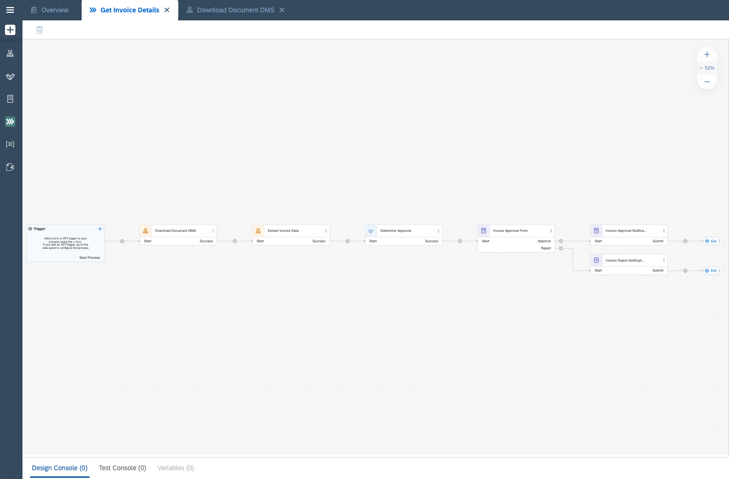 Overview
Get Invoice Details
Download Document DMS
52%
Trigger
Add a form or API trigger to your
process using the + icon.
If you add an API trigger, go to the
side panel to configure the process.
Start Process
Download Document DMS
Start Success
Extract Invoice Data
Start Success
Determine Approver
Start Success
Invoice Approval Form
Start Approve
Reject
Invoice Approval Notifica...
Start Submit
End
Invoice Reject Notificati...
Start Submit
End
Design Console (0)
Test Console (0)
Variables (0)